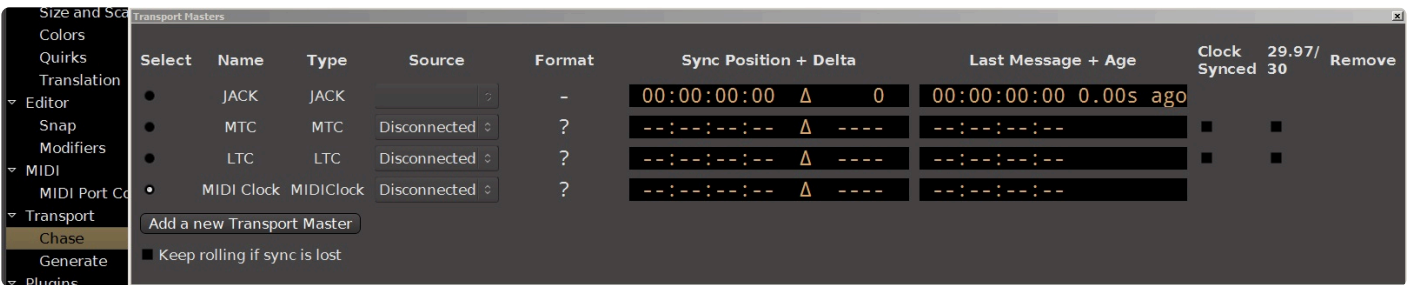 Size and Sca
Transport Masters
Colors
Quirks
Translation
Editor
Snap
Modifiers
MIDI
MIDI Port Co
Transport
Chase
Generate
Plugins
Select Name Type Source Format Sync Position + Delta Last Message + Age Clock Synced 29.97/30 Remove
JACK JACK – 00:00:00:00 Δ 0 00:00:00:00 0.00s ago
MTC MTC Disconnected ? --:--:--:-- Δ ---- --:--:--:--
LTC LTC Disconnected ? --:--:--:-- Δ ---- --:--:--:--
MIDI Clock MIDIClock Disconnected ? --:--:--:-- Δ ---- --:--:--:--
Add a new Transport Master
Keep rolling if sync is lost